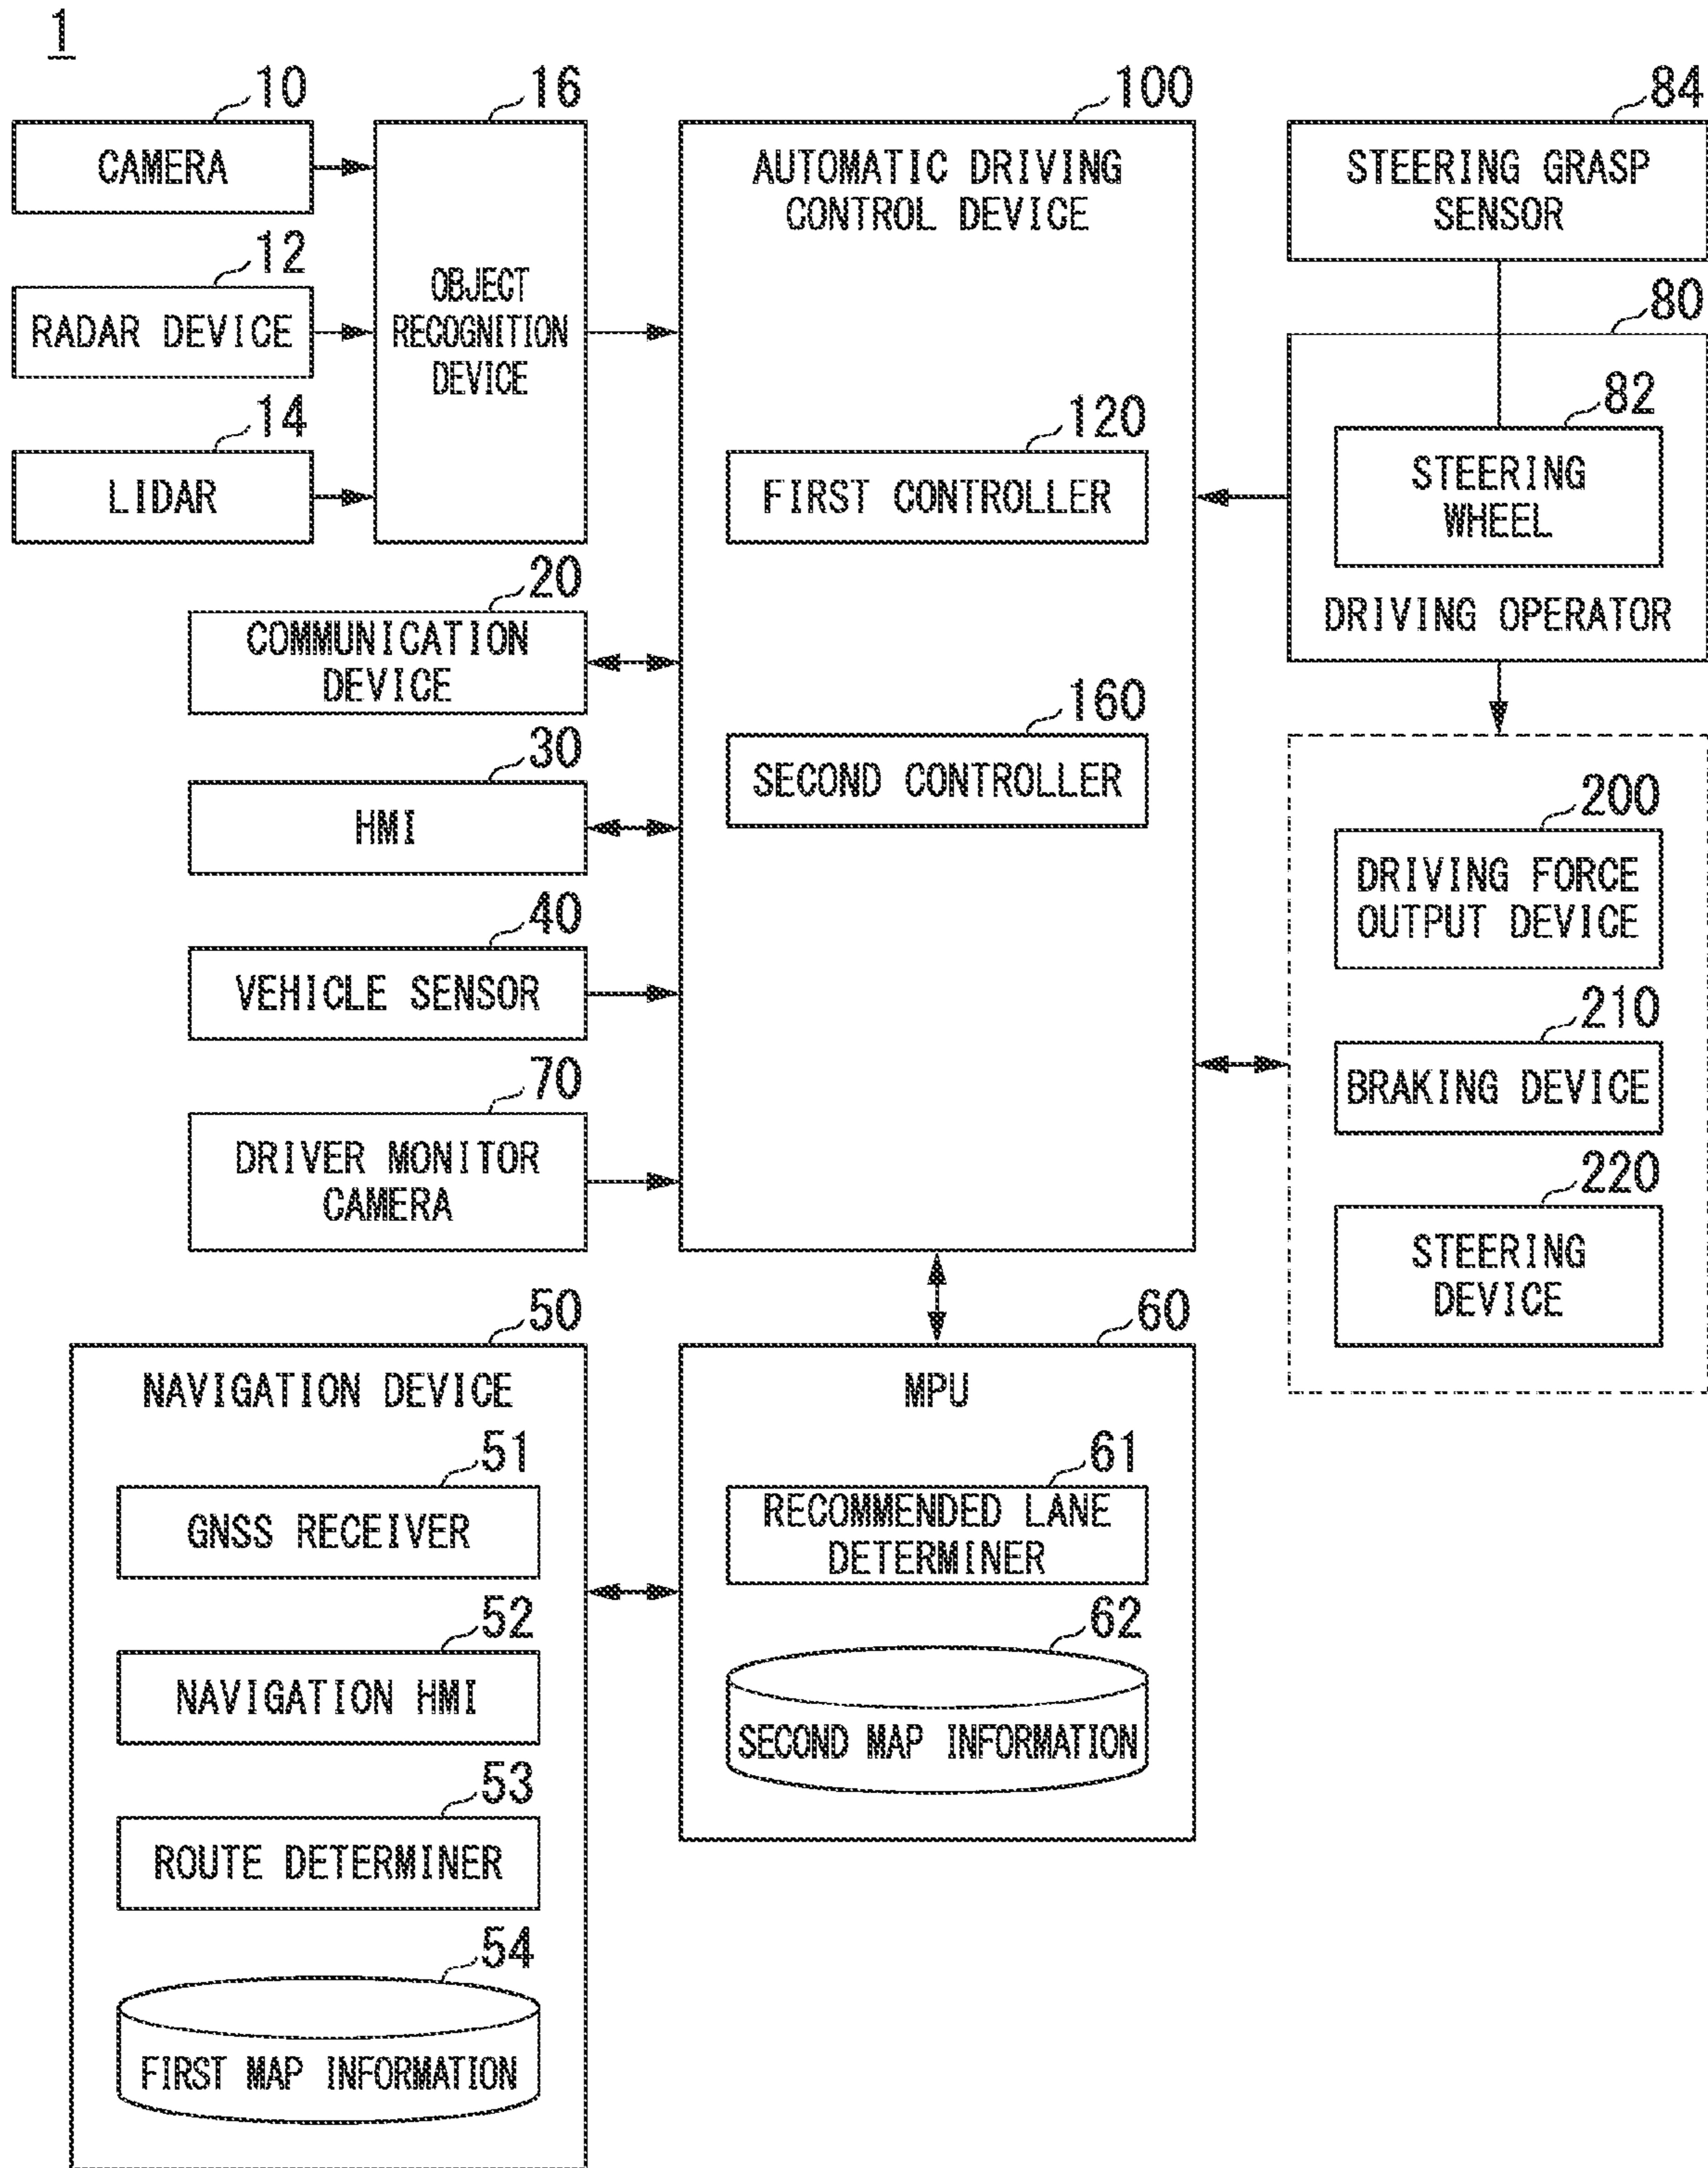 1
10
CAMERA
12
RADAR DEVICE
14
LIDAR
16
OBJECT
RECOGNITION
DEVICE
20
COMMUNICATION
DEVICE
30
HMI
40
VEHICLE SENSOR
70
DRIVER MONITOR
CAMERA
100
AUTOMATIC DRIVING
CONTROL DEVICE
120
FIRST CONTROLLER
160
SECOND CONTROLLER
84
STEERING GRASP
SENSOR
80
82
STEERING
WHEEL
DRIVING OPERATOR
200
DRIVING FORCE
OUTPUT DEVICE
210
BRAKING DEVICE
220
STEERING
DEVICE
50
NAVIGATION DEVICE
51
GNSS RECEIVER
52
NAVIGATION HMI
53
ROUTE DETERMINER
54
FIRST MAP INFORMATION
60
MPU
61
RECOMMENDED LANE
DETERMINER
62
SECOND MAP INFORMATION